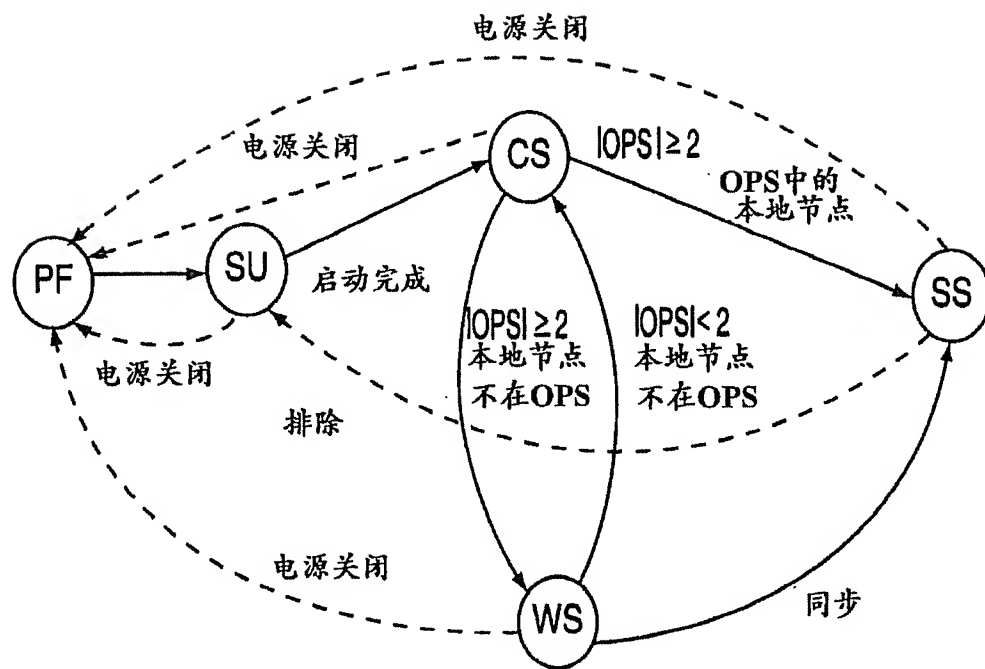 电源关闭
电源关闭
CS
|OPS|≥2
OPS中的
本地节点
PF
SU
启动完成
SS
|OPS|≥2
本地节点
不在OPS
|OPS|<2
本地节点
不在OPS
电源关闭
排除
电源关闭
WS
同步